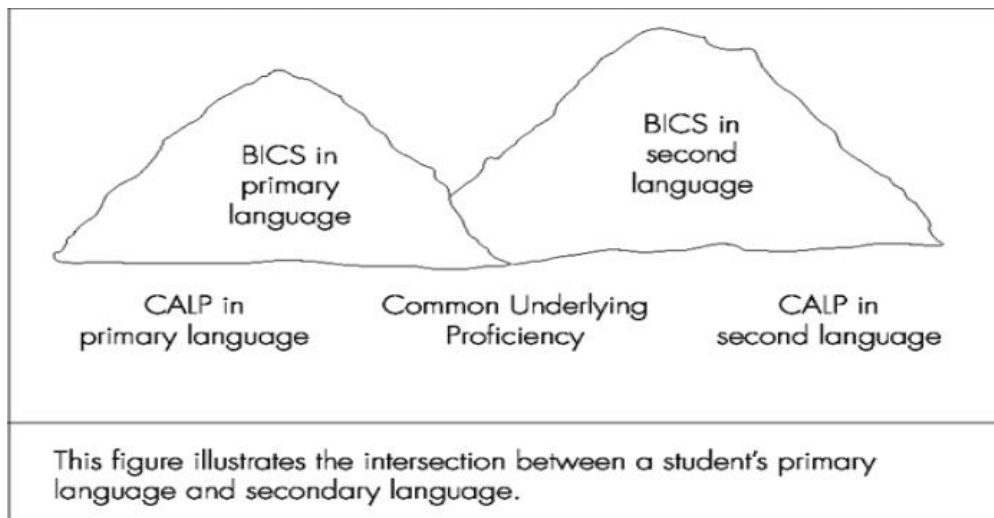 BICS in
primary
language
BICS in
second
language
CALP in
primary language
Common Underlying
Proficiency
CALP in
second language
This figure illustrates the intersection between a student's primary
language and secondary language.